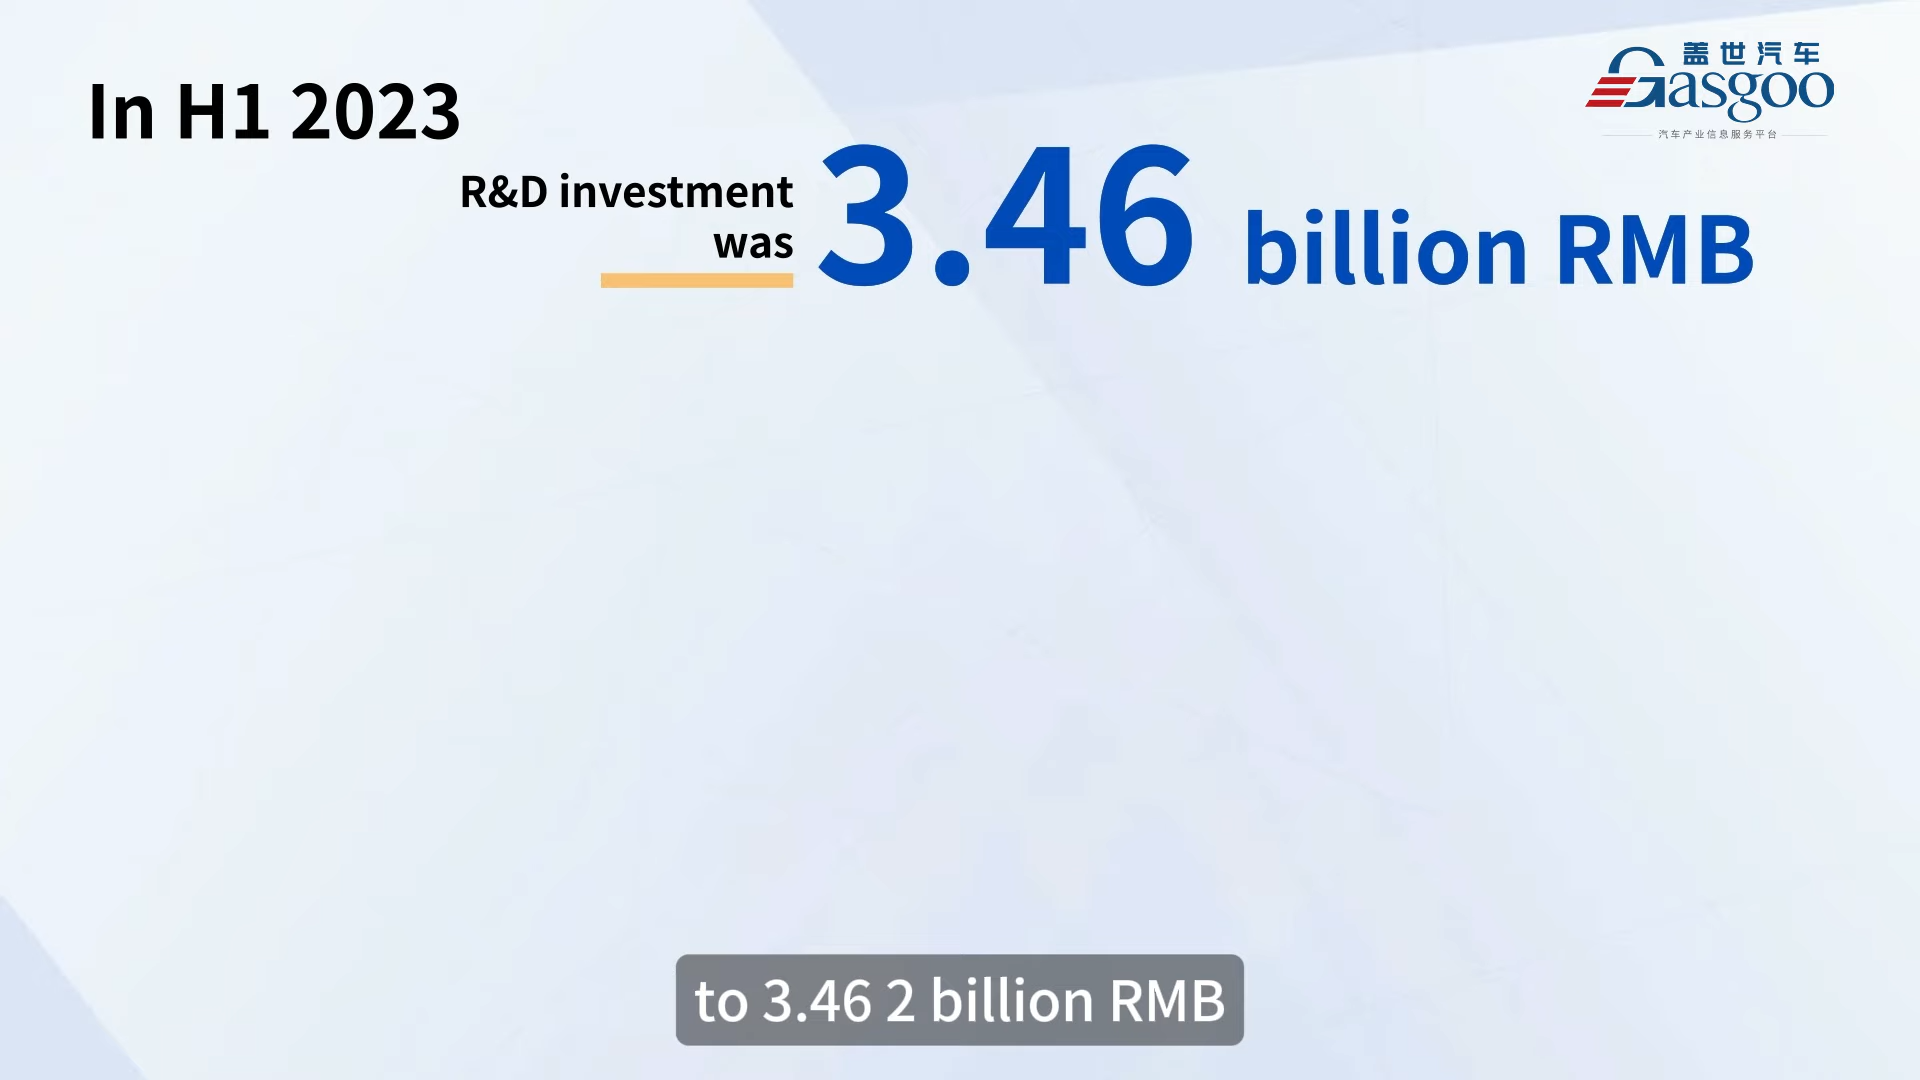 In H1 2023
盖世汽车
Gasgoo
汽车产业信息服务平台
R&D investment
was
3.46 billion RMB
to 3.46 2 billion RMB